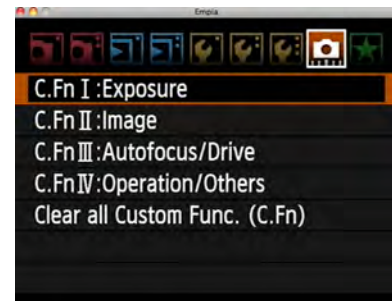 Empia
C.Fn I :Exposure
C.Fn II :Image
C.Fn III :Autofocus/Drive
C.Fn IV :Operation/Others
Clear all Custom Func. (C.Fn)